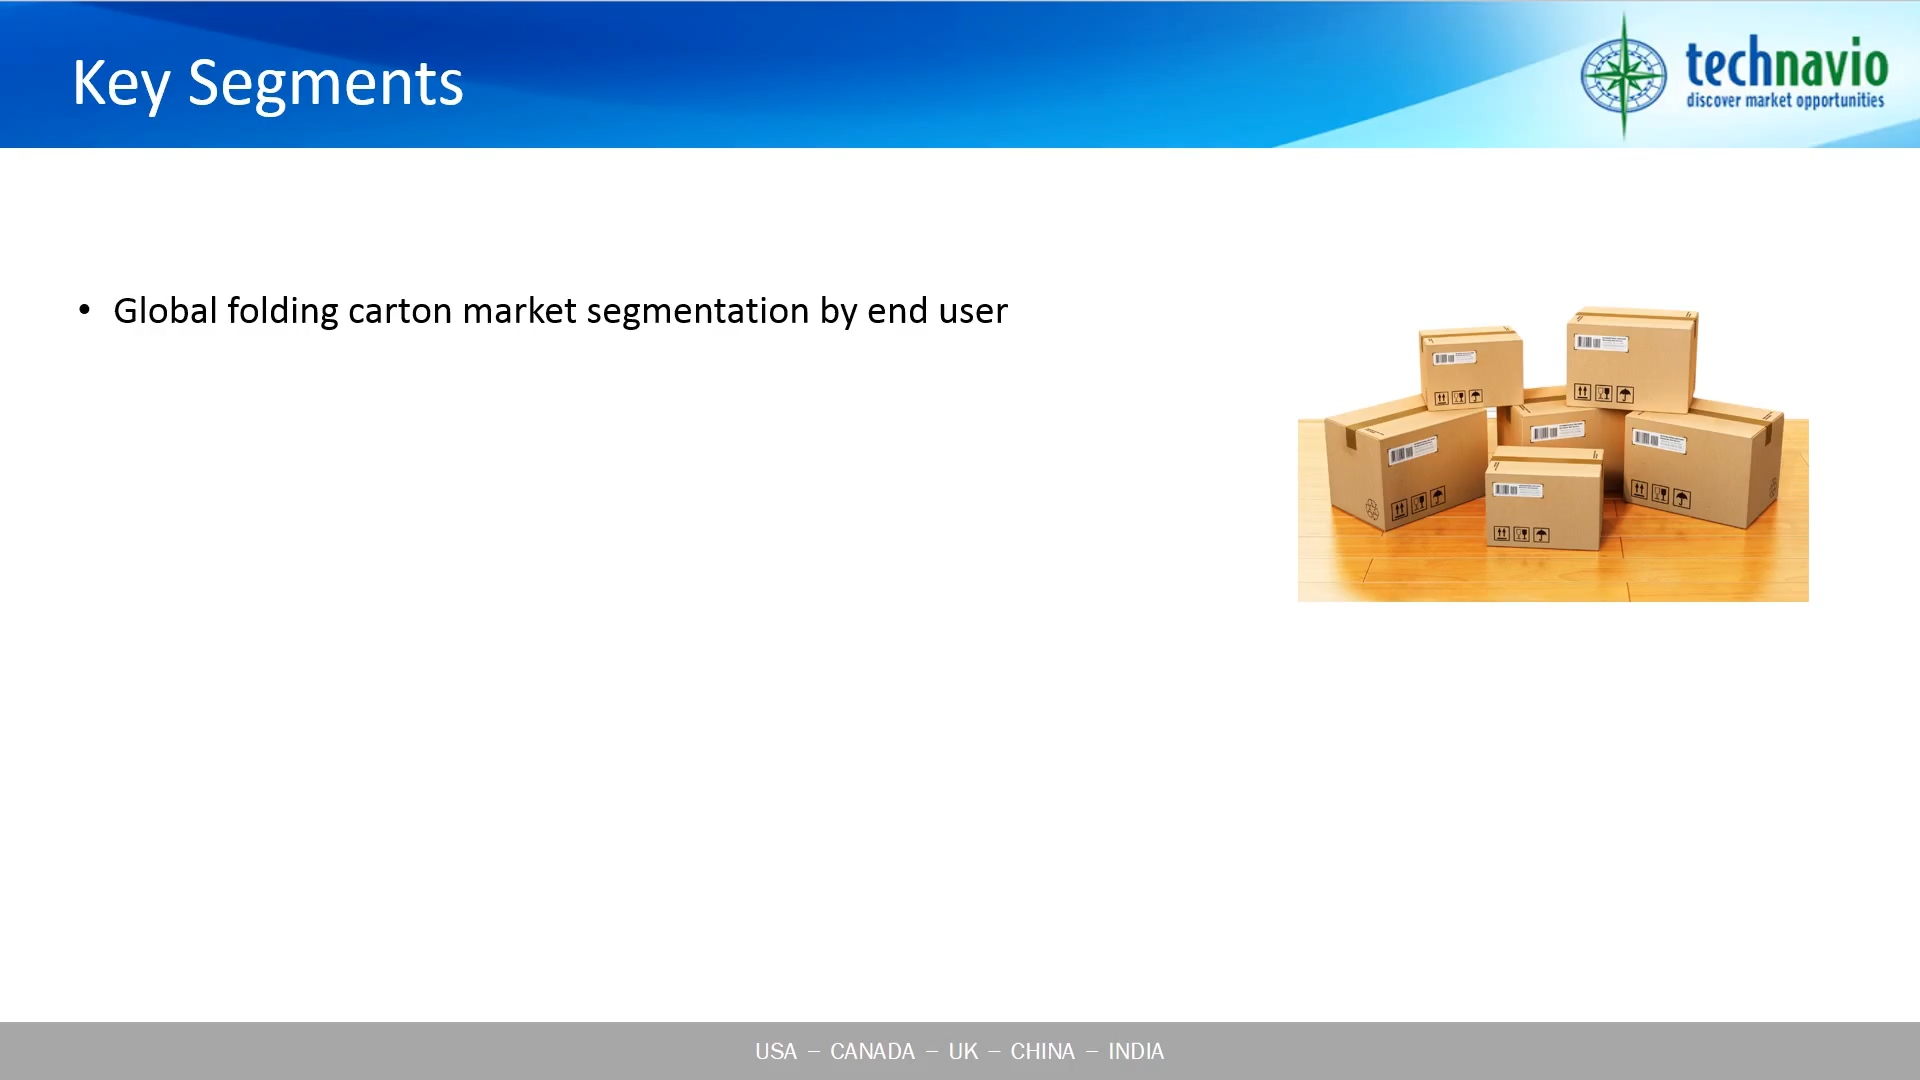 Key Segments
technavio
discover market opportunities
• Global folding carton market segmentation by end user
USA – CANADA – UK – CHINA – INDIA